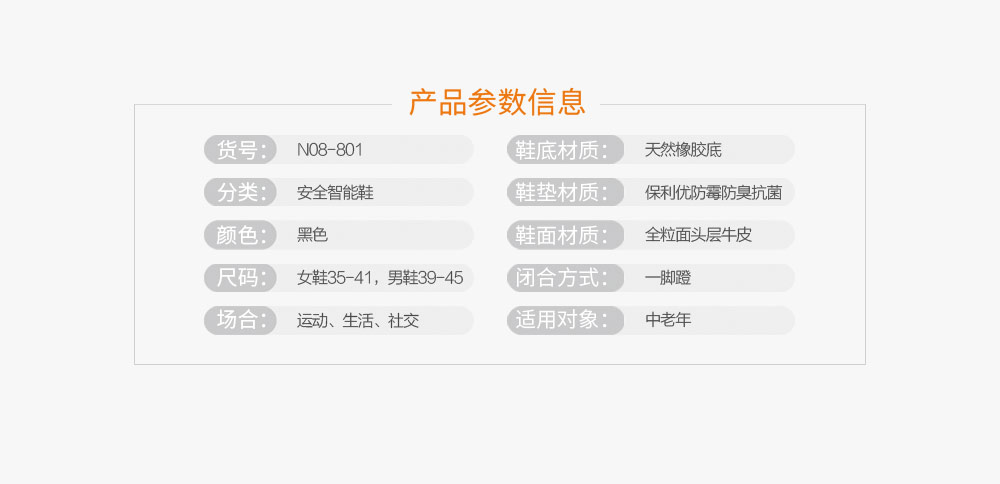 产品参数信息
货号： N08-801
鞋底材质： 天然橡胶底
分类： 安全智能鞋
鞋垫材质： 保利优防霉防臭抗菌
颜色： 黑色
鞋面材质： 全粒面头层牛皮
尺码： 女鞋35-41，男鞋39-45
闭合方式： 一脚蹬
场合： 运动、生活、社交
适用对象： 中老年